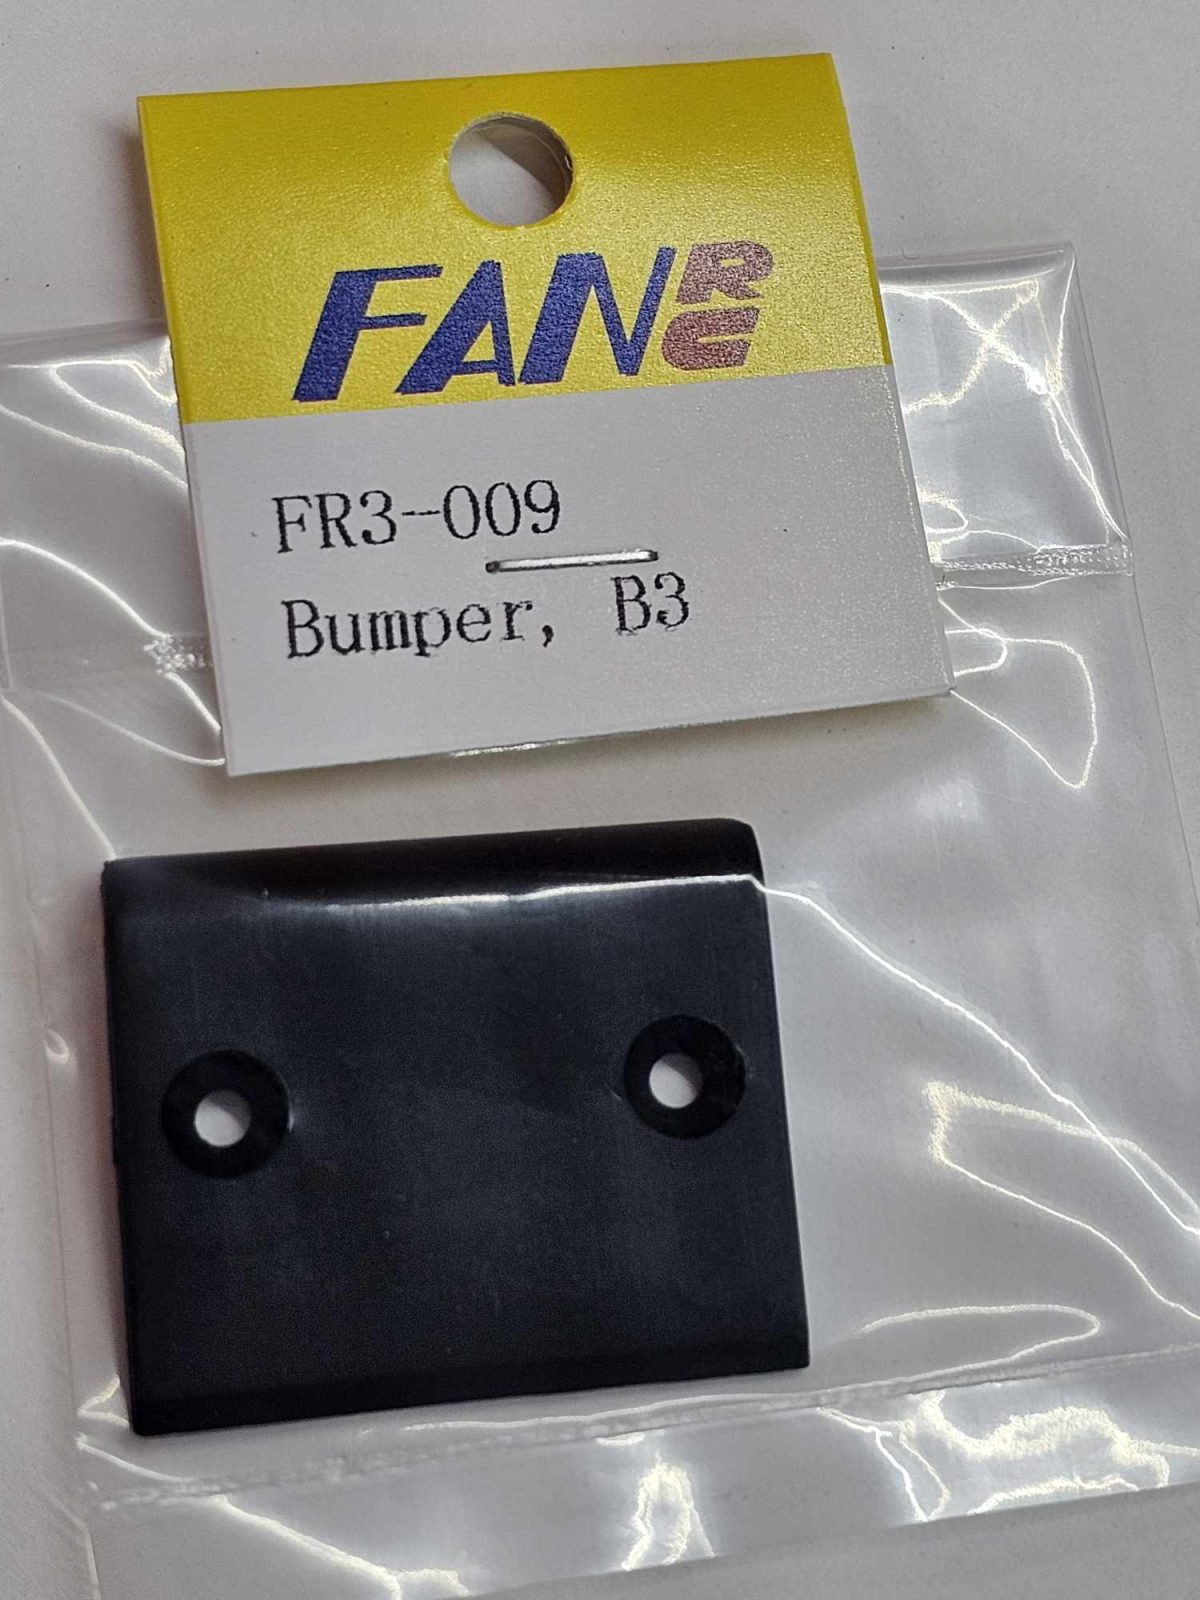 FAN RC
FR3-009
Bumper, B3